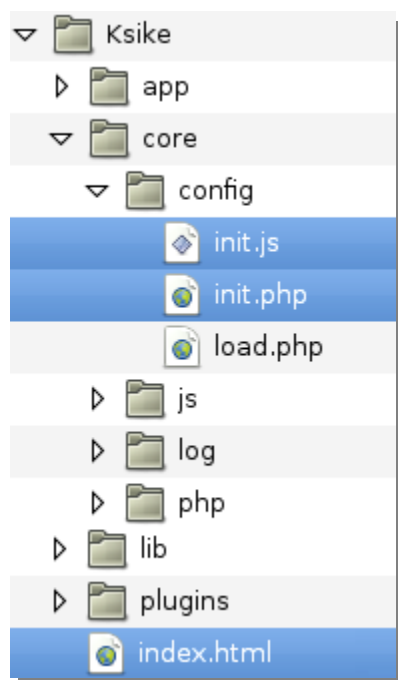 Ksike
app
core
config
init.js
init.php
load.php
js
log
php
lib
plugins
index.html